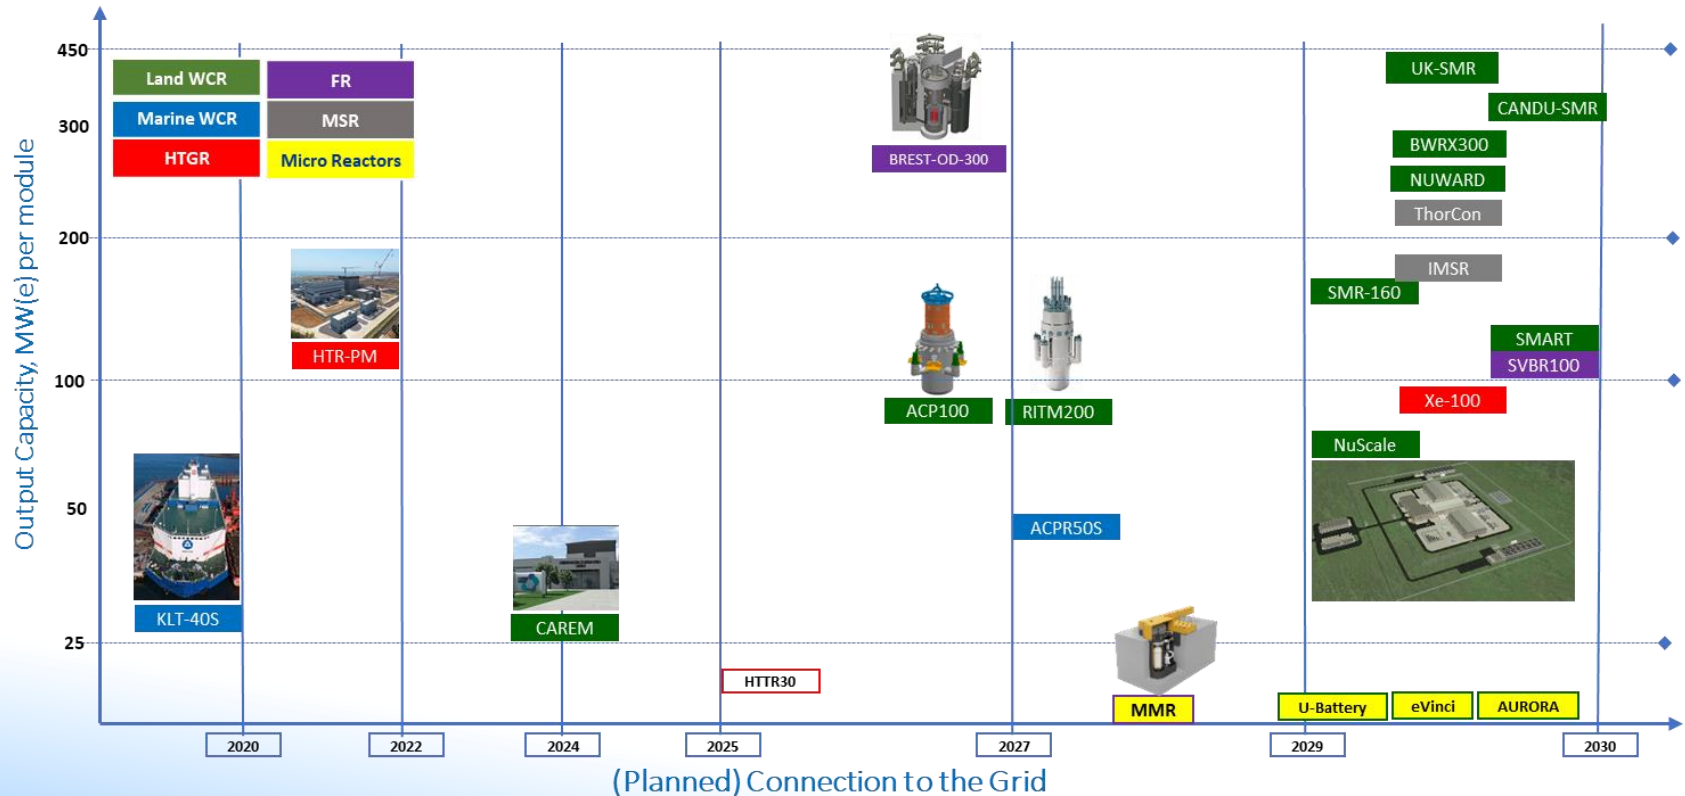 Output Capacity, MW(e) per module
450
300
200
100
50
25
Land WCR
FR
Marine WCR
MSR
HTGR
Micro Reactors
BREST-OD-300
UK-SMR
CANDU-SMR
BWRX300
NUWARD
ThorCon
IMSR
SMR-160
SMART
SVBR100
Xe-100
NuScale
HTR-PM
ACP100
RITM200
ACPR50S
KLT-40S
CAREM
HTTR30
MMR
U-Battery
eVinci
AURORA
2020
2022
2024
2025
2027
2029
2030
(Planned) Connection to the Grid